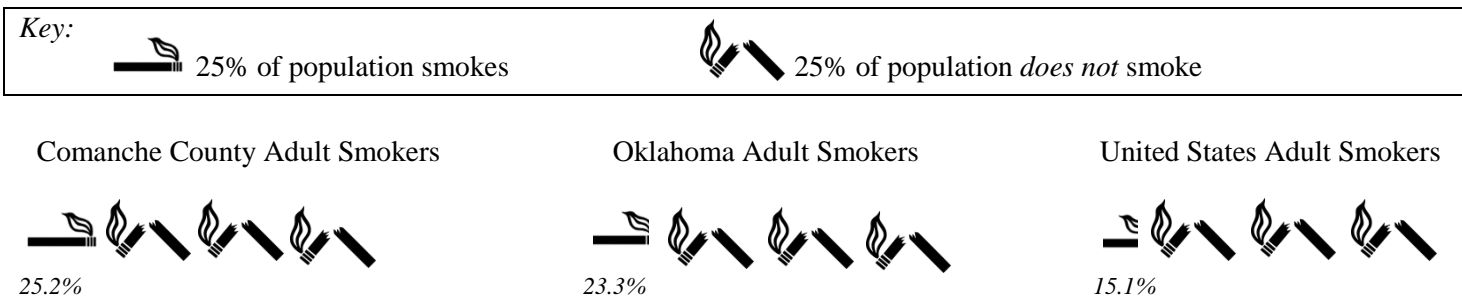 Key:
25% of population smokes
25% of population does not smoke
Comanche County Adult Smokers
Oklahoma Adult Smokers
United States Adult Smokers
25.2%
23.3%
15.1%